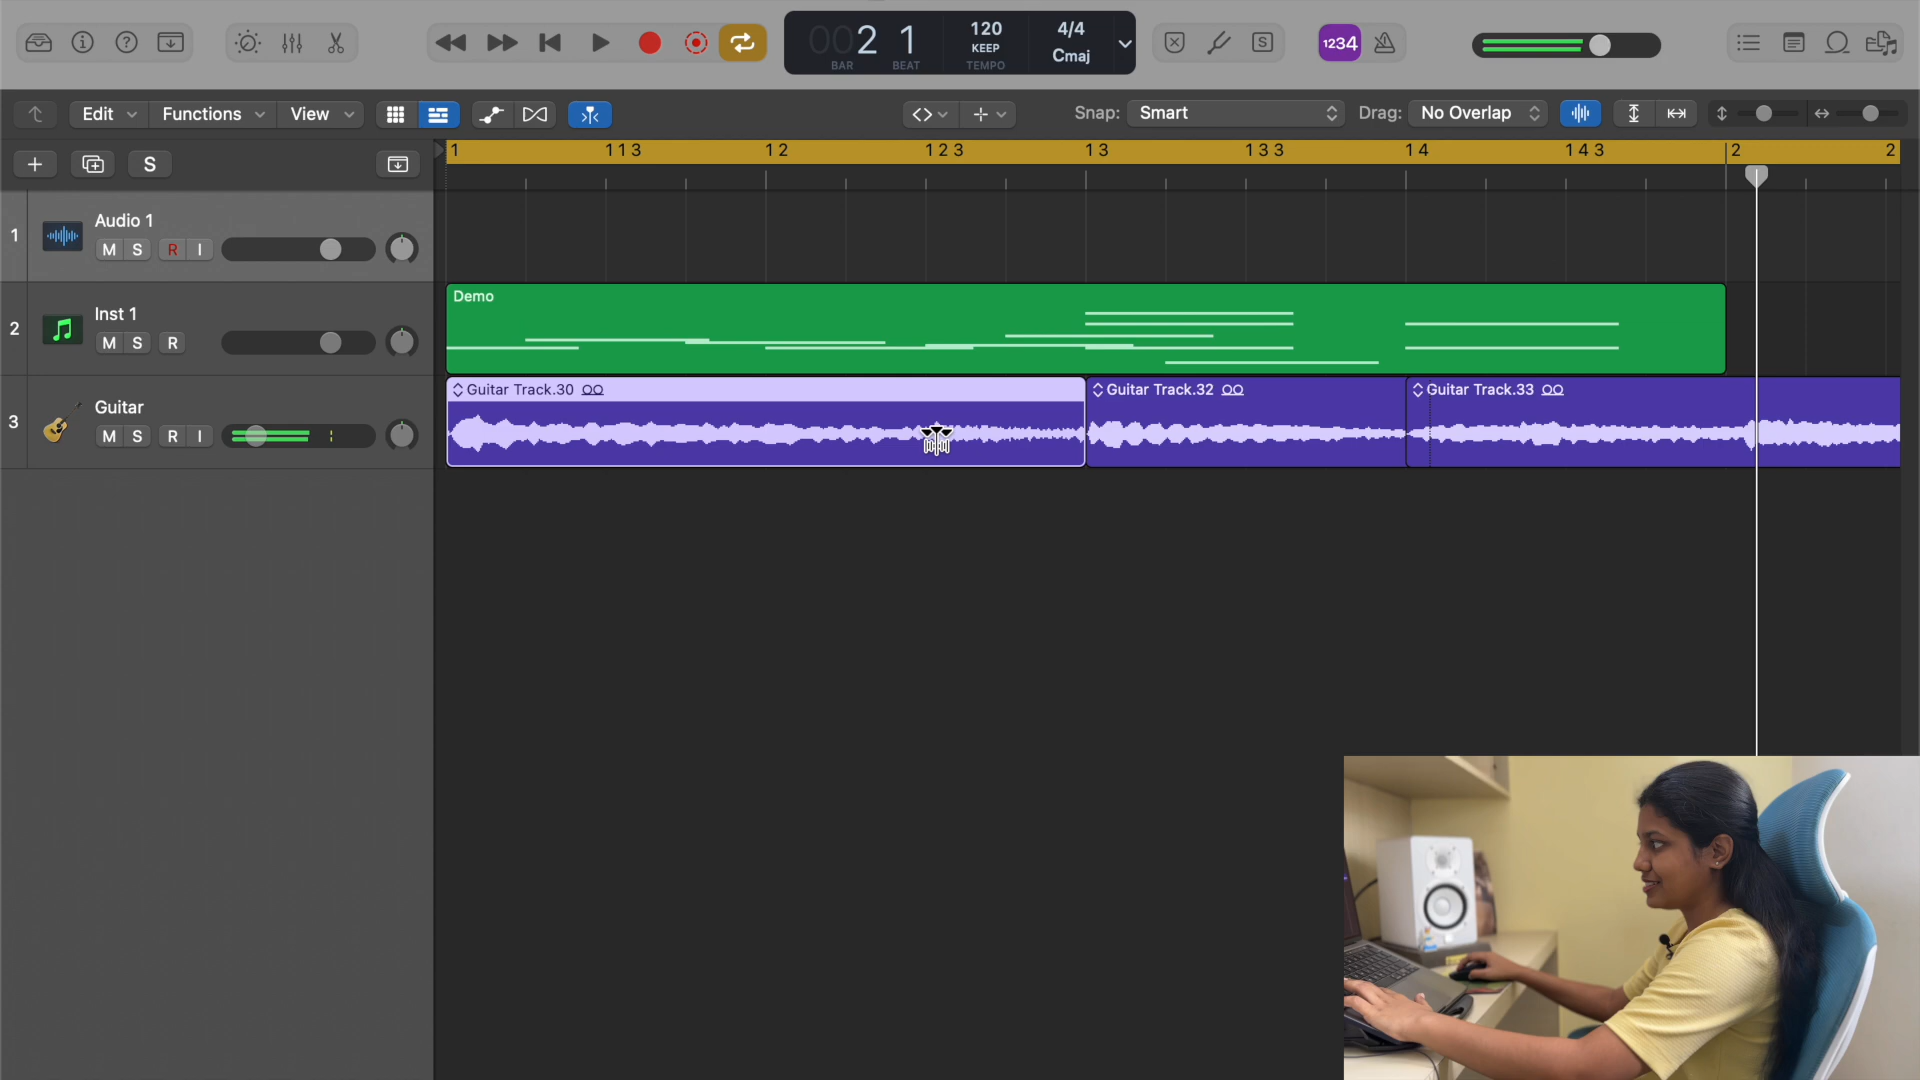 002 1
BAR BEAT
120
KEEP
TEMPO
4/4
Cmaj
1234
S
Edit Functions View
Snap: Smart
Drag: No Overlap
S
1 1 1 3 1 2 1 2 3 1 3 1 3 3 1 4 1 4 3 2 2
1
Audio 1
M S R I
2
Inst 1
M S R
Demo
3
Guitar
M S R I
Guitar Track.30
Guitar Track.32
Guitar Track.33